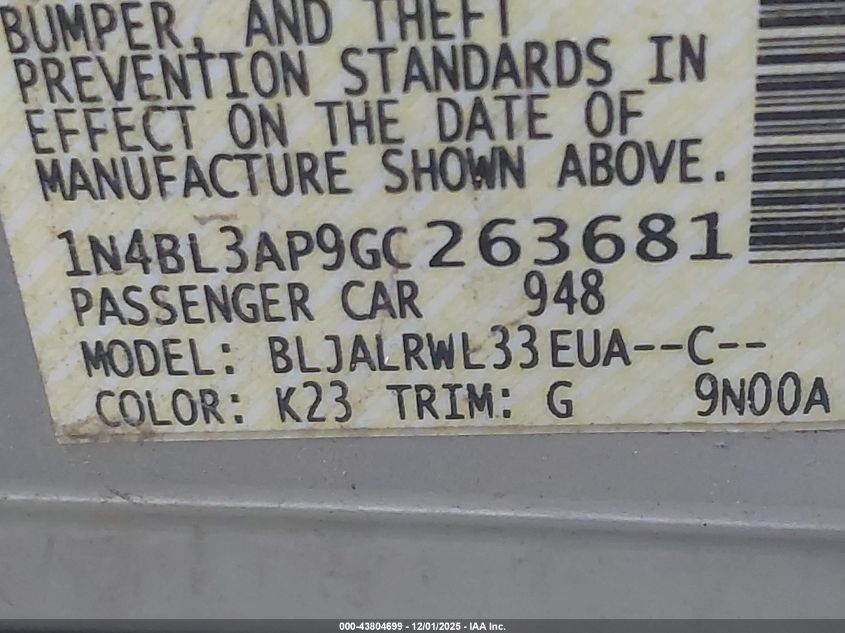 BUMPER, AND THEFT
PREVENTION STANDARDS IN
EFFECT ON THE DATE OF
MANUFACTURE SHOWN ABOVE.
1N4BL3AP9GC263681
PASSENGER CAR 948
MODEL: BLJALRWL33EUA--C--
COLOR: K23 TRIM: G 9N00A
000-43804699 - 12/01/2025 - IAA Inc.